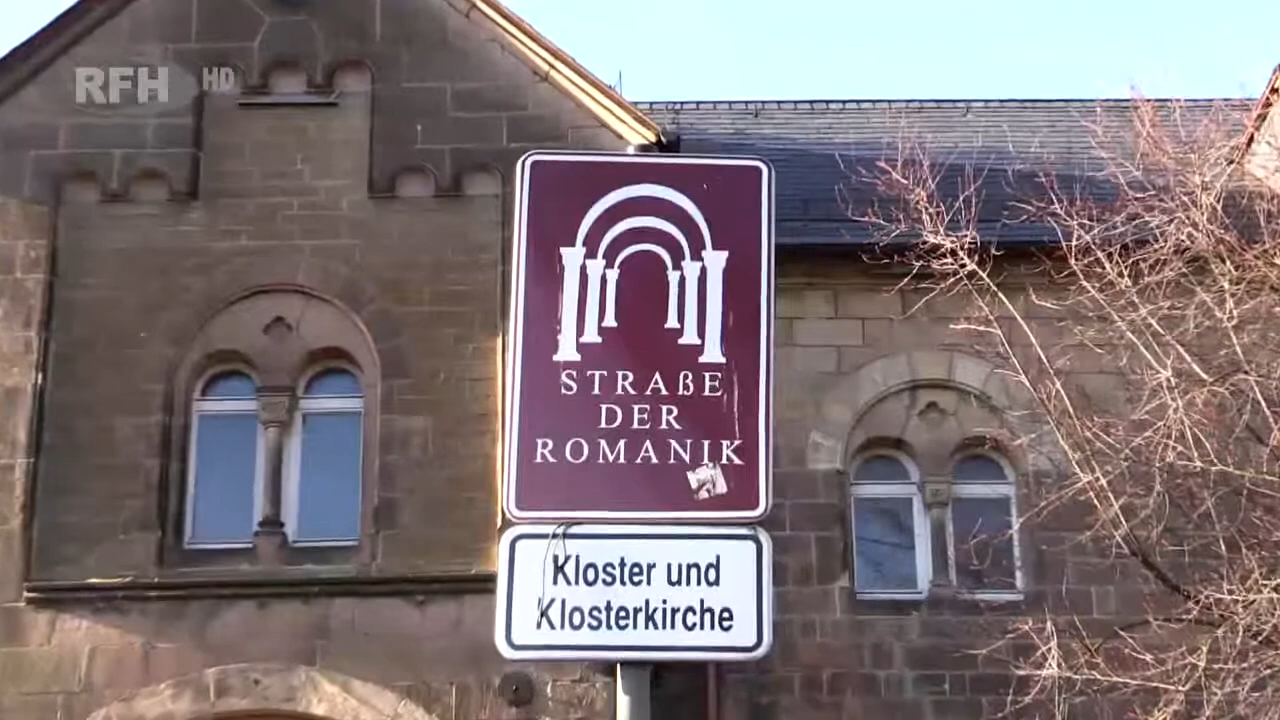 RFH HD
STRAßE
DER
ROMANIK
Kloster und
Klosterkirche